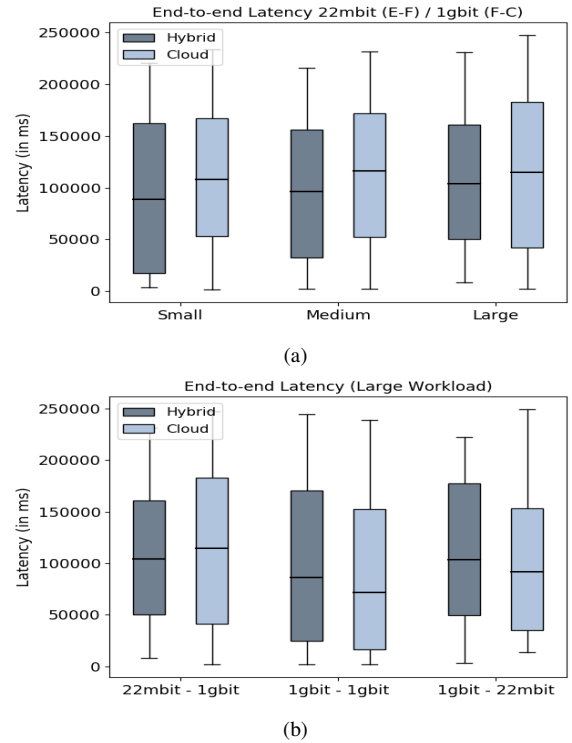 End-to-end Latency 22mbit (E-F) / 1gbit (F-C)
250000
200000
150000
100000
50000
0
Latency (in ms)
Hybrid
Cloud
Small Medium Large
(a)
End-to-end Latency (Large Workload)
250000
200000
150000
100000
50000
0
Latency (in ms)
Hybrid
Cloud
22mbit - 1gbit 1gbit - 1gbit 1gbit - 22mbit
(b)